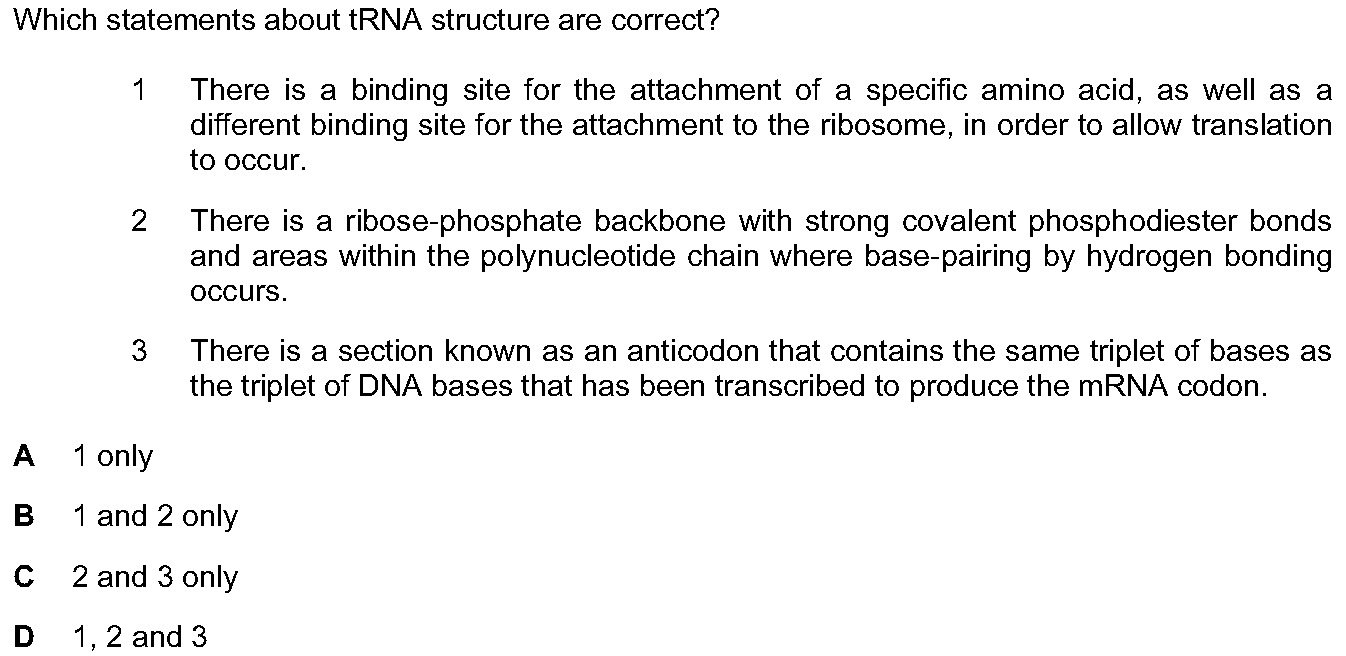 Which statements about tRNA structure are correct?
1 There is a binding site for the attachment of a specific amino acid, as well as a
different binding site for the attachment to the ribosome, in order to allow translation
to occur.
2 There is a ribose-phosphate backbone with strong covalent phosphodiester bonds
and areas within the polynucleotide chain where base-pairing by hydrogen bonding
occurs.
3 There is a section known as an anticodon that contains the same triplet of bases as
the triplet of DNA bases that has been transcribed to produce the mRNA codon.
A 1 only
B 1 and 2 only
C 2 and 3 only
D 1, 2 and 3